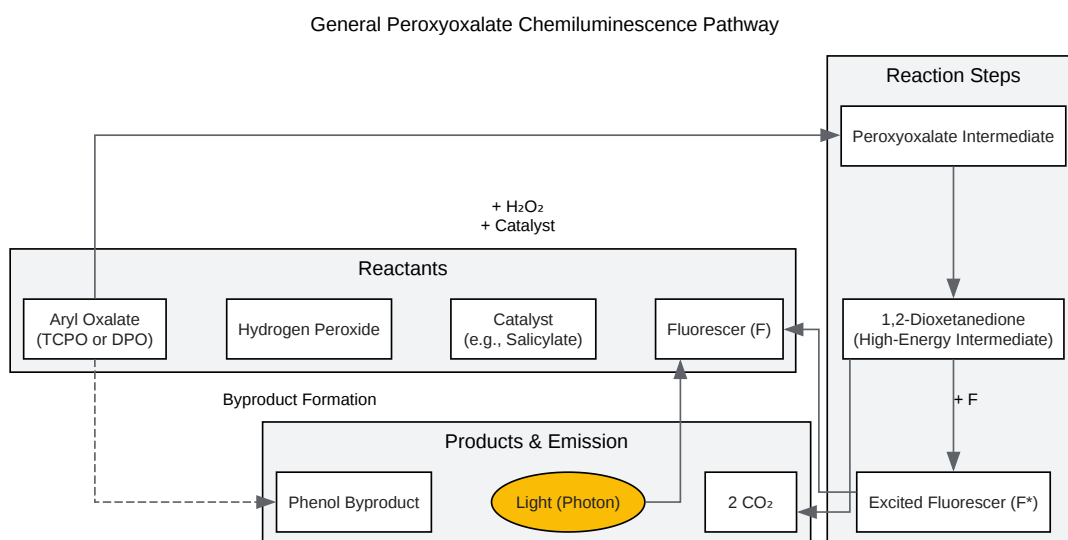 General Peroxyoxalate Chemiluminescence Pathway
Reaction Steps
Peroxyoxalate Intermediate
+ H₂O₂
+ Catalyst
Reactants
Aryl Oxalate
(TCPO or DPO)
Hydrogen Peroxide
Catalyst
(e.g., Salicylate)
Fluorescer (F)
1,2-Dioxetanedione
(High-Energy Intermediate)
Byproduct Formation
+ F
Products & Emission
Phenol Byproduct
Light (Photon)
2 CO₂
Excited Fluorescer (F*)